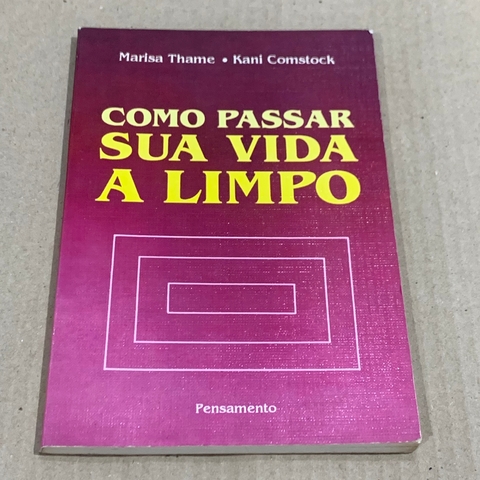 Marisa Thame • Kani Comstock
COMO PASSAR
SUA VIDA
A LIMPO
Pensamento